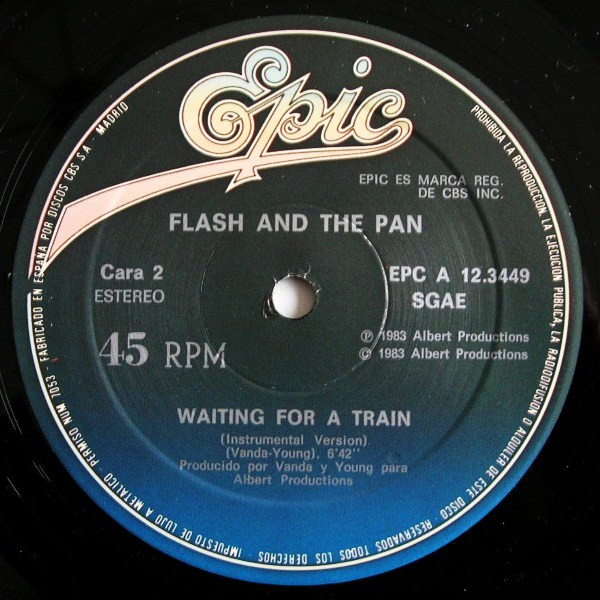 Epic
EPIC ES MARCA REG.
DE CBS INC.
FLASH AND THE PAN
Cara 2
ESTEREO
EPC A 12.3449
SGAE
45 RPM
Ⓟ 1983 Albert Productions
© 1983 Albert Productions
WAITING FOR A TRAIN
(Instrumental Version)
(Vanda-Young), 6'42''
Producido por Vanda y Young para
Albert Productions
PERMISO NUM 7053 · FABRICADO EN ESPAÑA POR DISCOS CBS S.A. MADRID
PROHIBIDA LA REPRODUCCION, LA EJECUCION PUBLICA, LA RADIODIFUSION O ALQUILER DE ESTE DISCO · RESERVADOS TODOS LOS DERECHOS · IMPUESTO DE LUJO A METALICO ·